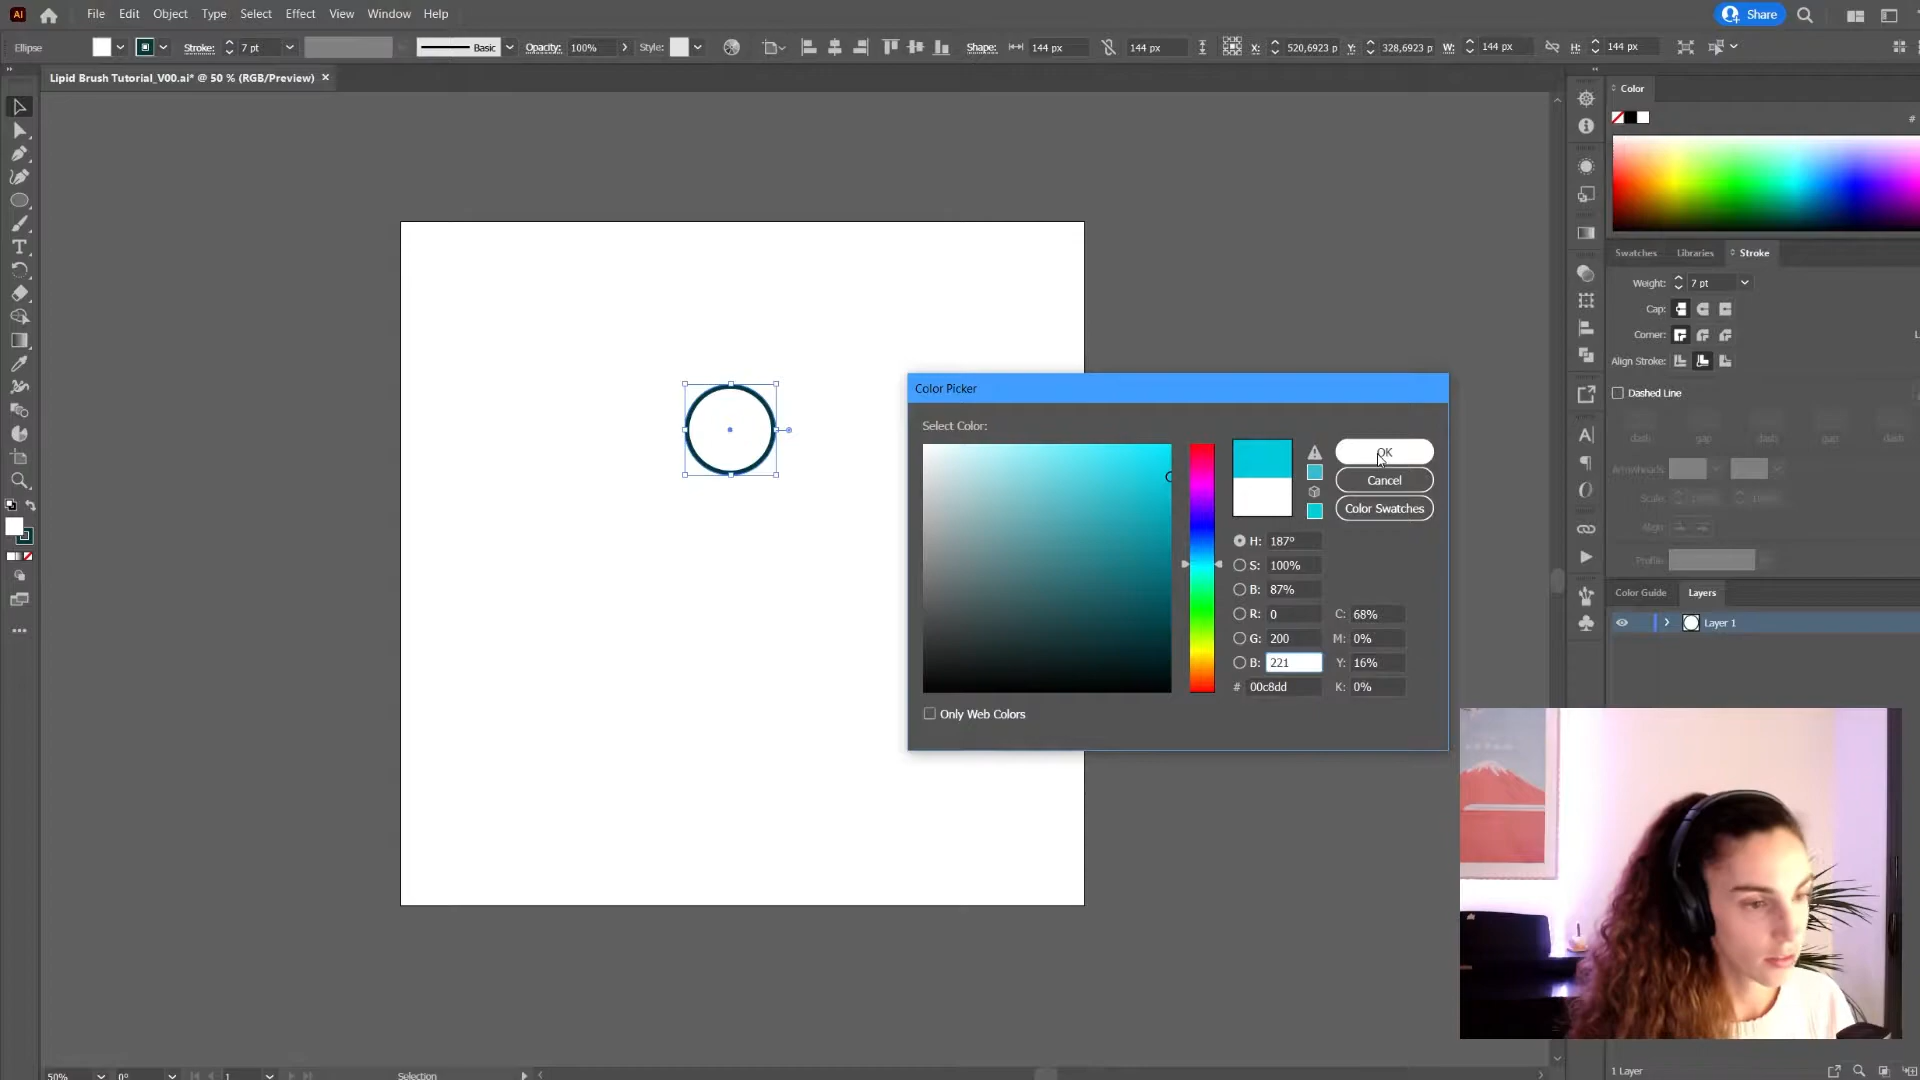 Ai File Edit Object Type Select Effect View Window Help Share
Ellipse Stroke: 7 pt Basic Opacity: 100% Style: Shape: 144 px 144 px X: 520,6923 p Y: 328,6923 p W: 144 px H: 144 px
Lipid Brush Tutorial_V00.ai* @ 50 % (RGB/Preview) ×
Color
#
Swatches Libraries Stroke
Weight: 7 pt
Cap:
Corner:
Align Stroke:
Dashed Line
dash gap dash gap dash
Arrowheads:
Scale:
Align:
Profile:
Color Guide Layers
Layer 1
Color Picker
Select Color:
OK
Cancel
Color Swatches
H: 187°
S: 100%
B: 87%
R: 0 C: 68%
G: 200 M: 0%
B: 221 Y: 16%
# 00c8dd K: 0%
Only Web Colors
50% 0° 1 Selection
1 Layer